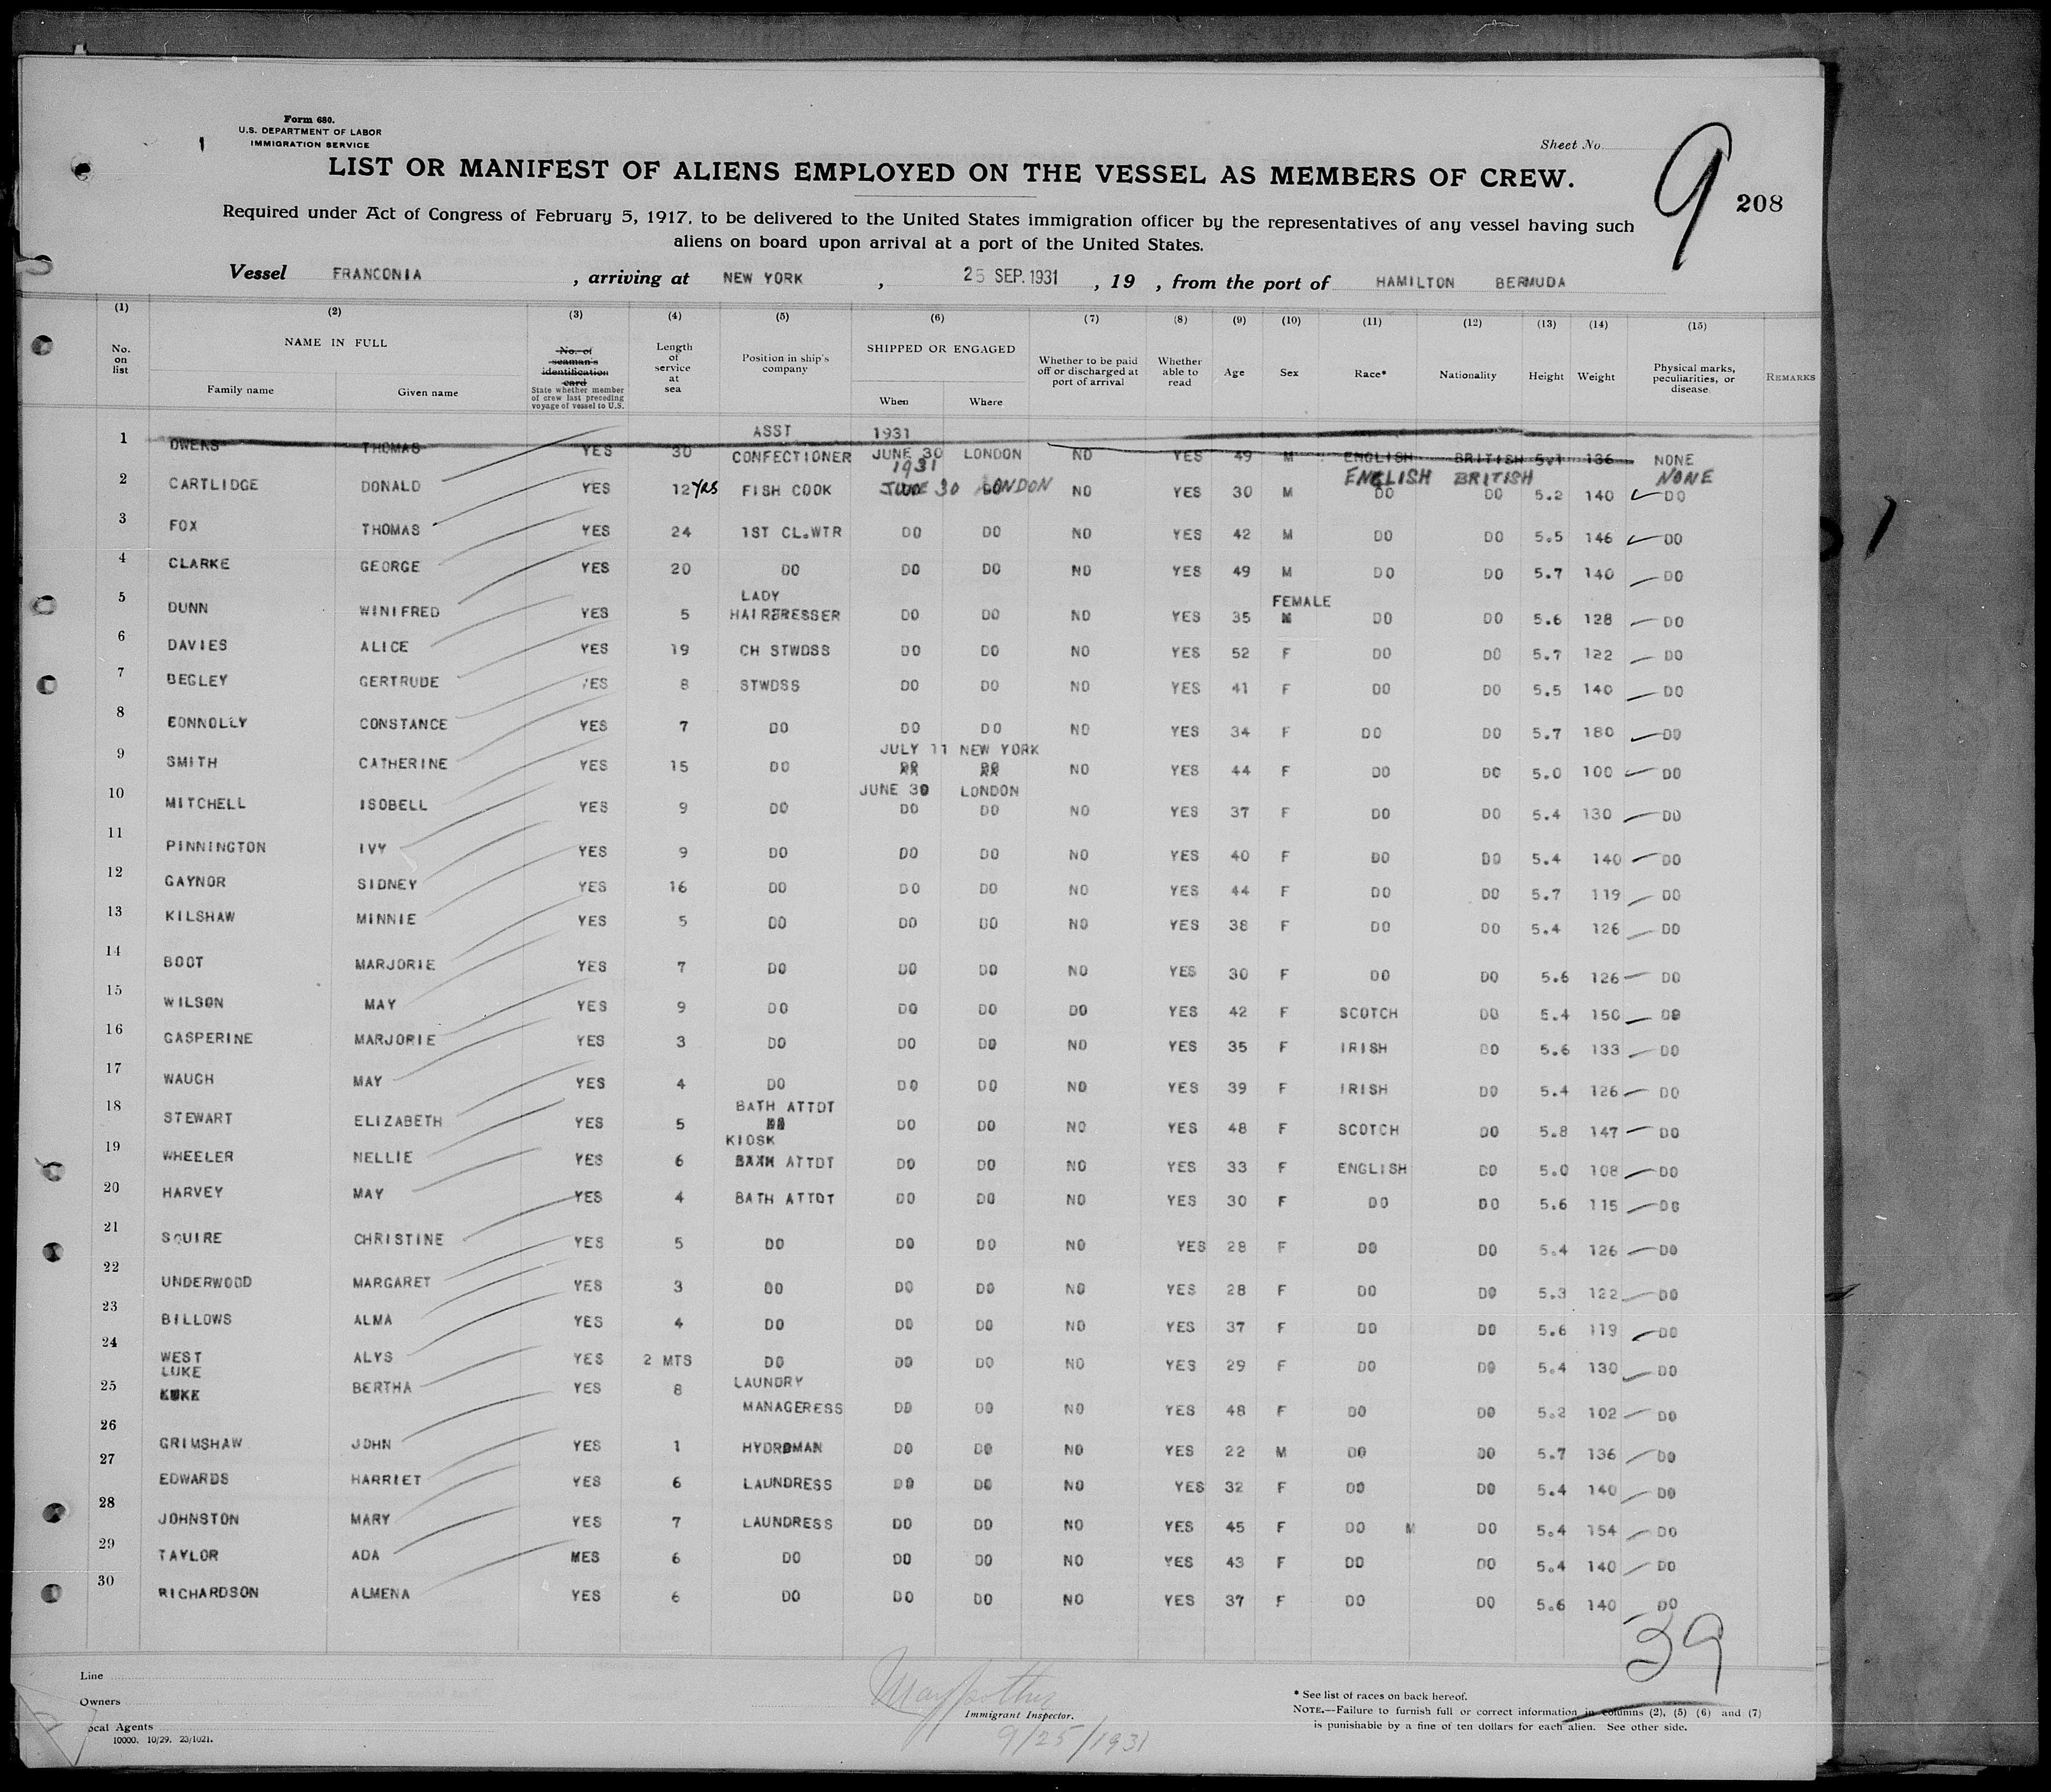 Form 680.
U.S. DEPARTMENT OF LABOR
IMMIGRATION SERVICE
Sheet No.
9
208
LIST OR MANIFEST OF ALIENS EMPLOYED ON THE VESSEL AS MEMBERS OF CREW.
Required under Act of Congress of February 5, 1917, to be delivered to the United States immigration officer by the representatives of any vessel having such
aliens on board upon arrival at a port of the United States.
Vessel FRANCONIA , arriving at NEW YORK , 25 SEP. 1931 , 19 , from the port of HAMILTON BERMUDA
(1) (2) (3) (4) (5) (6) (7) (8) (9) (10) (11) (12) (13) (14) (15)
No. on list
NAME IN FULL
Family name
Given name
No. of seaman's identification card
State whether member of crew last preceding voyage of vessel to U.S.
Length of service at sea
Position in ship's company
SHIPPED OR ENGAGED
When
Where
Whether to be paid off or discharged at port of arrival
Whether able to read
Age
Sex
Race*
Nationality
Height
Weight
Physical marks, peculiarities, or disease
REMARKS
ASST 1931
1 OWENS THOMAS YES 30 CONFECTIONER JUNE 30 LONDON NO YES 49 M ENGLISH BRITISH 5.1 136 NONE
1931 ENGLISH BRITISH NONE
2 CARTLIDGE DONALD YES 12 YRS FISH COOK JUNE 30 LONDON NO YES 30 M DO DO 5.2 140 DO
3 FOX THOMAS YES 24 1ST CL.WTR DO DO NO YES 42 M DO DO 5.5 146 DO
4 CLARKE GEORGE YES 20 DO DO DO NO YES 49 M DO DO 5.7 140 DO
LADY FEMALE
5 DUNN WINIFRED YES 5 HAIRDRESSER DO DO NO YES 35 M DO DO 5.6 128 DO
6 DAVIES ALICE YES 19 CH STWDSS DO DO NO YES 52 F DO DO 5.7 122 DO
7 BEGLEY GERTRUDE YES 8 STWDSS DO DO NO YES 41 F DO DO 5.5 140 DO
8 EONNOLLY CONSTANCE YES 7 DO DO DO NO YES 34 F DO DO 5.7 180 DO
JULY 11 NEW YORK
9 SMITH CATHERINE YES 15 DO DO DO NO YES 44 F DO DO 5.0 100 DO
JUNE 30 LONDON
10 MITCHELL ISOBELL YES 9 DO DO DO NO YES 37 F DO DO 5.4 130 DO
11 PINNINGTON IVY YES 9 DO DO DO NO YES 40 F DO DO 5.4 140 DO
12 GAYNOR SIDNEY YES 16 DO DO DO NO YES 44 F DO DO 5.7 119 DO
13 KILSHAW MINNIE YES 5 DO DO DO NO YES 38 F DO DO 5.4 126 DO
14 BOOT MARJORIE YES 7 DO DO DO NO YES 30 F DO DO 5.6 126 DO
15 WILSON MAY YES 9 DO DO DO DO YES 42 F SCOTCH DO 5.4 150 DO
16 GASPERINE MARJORIE YES 3 DO DO DO NO YES 35 F IRISH DO 5.6 133 DO
17 WAUGH MAY YES 4 DO DO DO NO YES 39 F IRISH DO 5.4 126 DO
BATH ATTDT
18 STEWART ELIZABETH YES 5 DO DO DO NO YES 48 F SCOTCH DO 5.8 147 DO
KIOSK
19 WHEELER NELLIE YES 6 BATH ATTDT DO DO NO YES 33 F ENGLISH DO 5.0 108 DO
20 HARVEY MAY YES 4 BATH ATTDT DO DO NO YES 30 F DO DO 5.6 115 DO
21 SQUIRE CHRISTINE YES 5 DO DO DO NO YES 28 F DO DO 5.4 126 DO
22 UNDERWOOD MARGARET YES 3 DO DO DO NO YES 28 F DO DO 5.3 122 DO
23 BILLOWS ALMA YES 4 DO DO DO NO YES 37 F DO DO 5.6 119 DO
24 WEST ALYS YES 2 MTS DO DO DO NO YES 29 F DO DO 5.4 130 DO
LUKE LAUNDRY
25 LUKE BERTHA YES 8 MANAGERESS DO DO NO YES 48 F DO DO 5.2 102 DO
26 GRIMSHAW JOHN YES 1 HYDROMAN DO DO NO YES 22 M DO DO 5.7 136 DO
27 EDWARDS HARRIET YES 6 LAUNDRESS DO DO NO YES 32 F DO DO 5.4 140 DO
28 JOHNSTON MARY YES 7 LAUNDRESS DO DO NO YES 45 F DO M DO 5.4 154 DO
29 TAYLOR ADA MES 6 DO DO DO NO YES 43 F DO DO 5.4 140 DO
30 RICHARDSON ALMENA YES 6 DO DO DO NO YES 37 F DO DO 5.6 140 DO
39
Line
Owners
ocal Agents
10000. 10/29. 23/1021.
Immigrant Inspector.
9/25/1931
* See list of races on back hereof.
NOTE.—Failure to furnish full or correct information in columns (2), (5) (6) and (7)
is punishable by a fine of ten dollars for each alien. See other side.